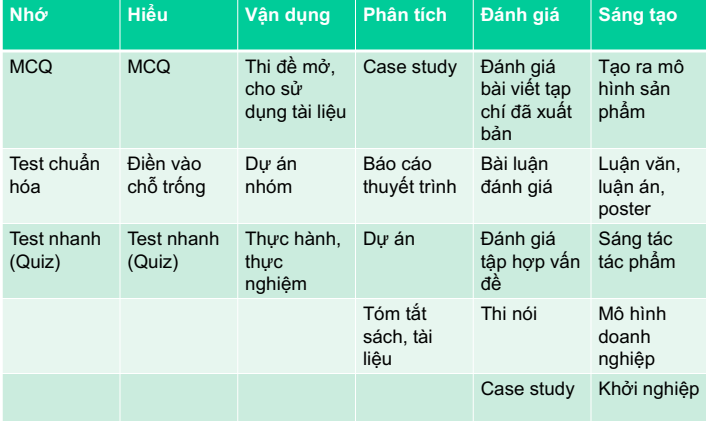 Nhớ Hiểu Vận dụng Phân tích Đánh giá Sáng tạo
MCQ MCQ Thi đề mở, Case study Đánh giá Tạo ra mô
cho sử bài viết tạp hình sản
dụng tài liệu chí đã xuất phẩm
bản
Test chuẩn Điền vào Dự án Báo cáo Bài luận Luận văn,
hóa chỗ trống nhóm thuyết trình đánh giá luận án,
poster
Test nhanh Test nhanh Thực hành, Dự án Đánh giá Sáng tác
(Quiz) (Quiz) thực tập hợp vấn tác phẩm
nghiệm đề
Tóm tắt Thi nói Mô hình
sách, tài doanh
liệu nghiệp
Case study Khởi nghiệp